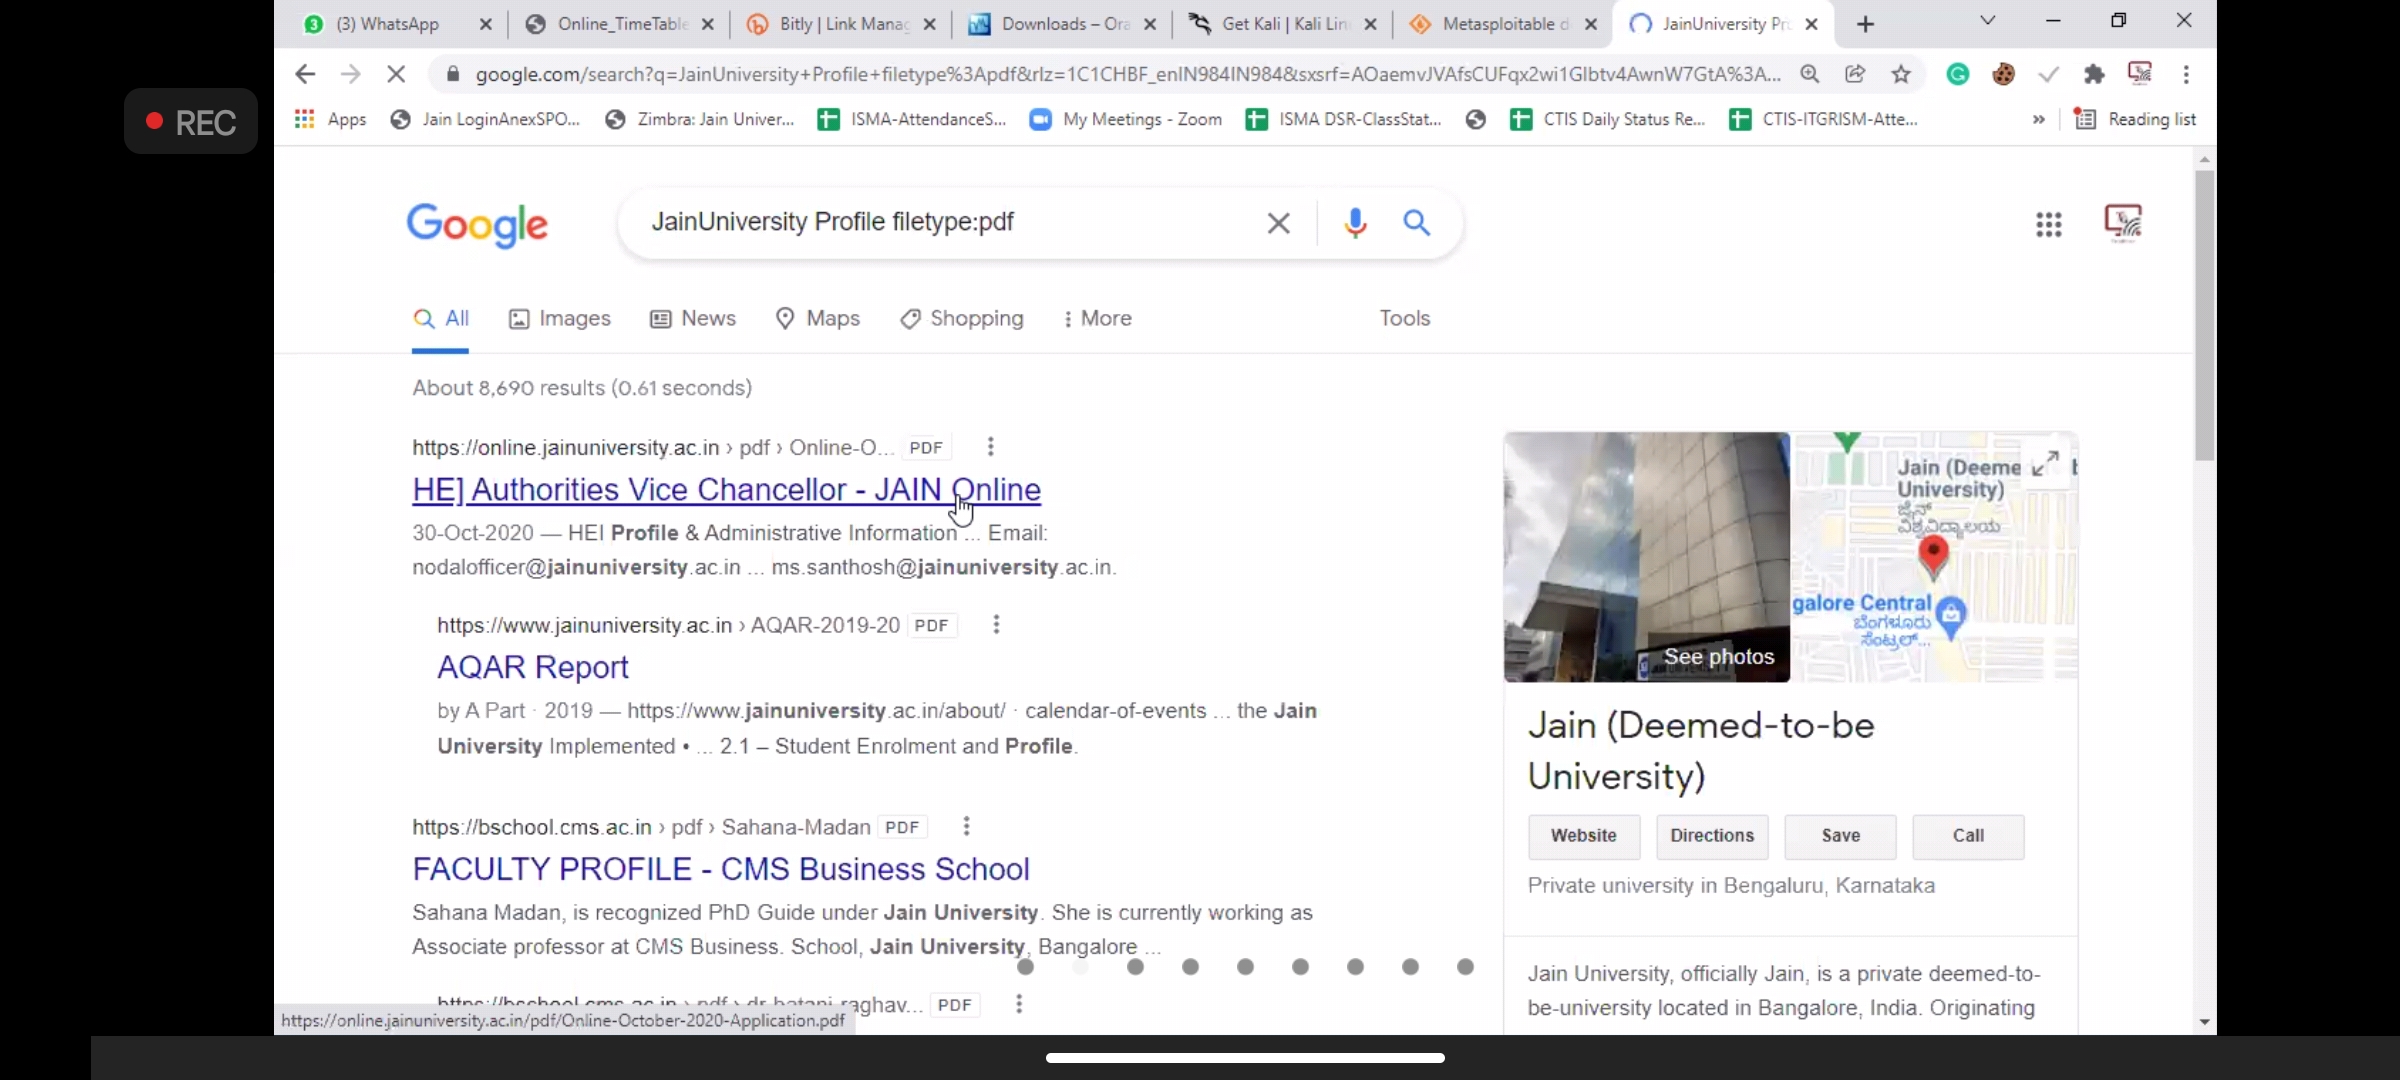 (3) WhatsApp
Online_TimeTable
Bitly | Link Manag
Downloads – Ora
Get Kali | Kali Lin
Metasploitable d
JainUniversity Pr
REC
google.com/search?q=JainUniversity+Profile+filetype%3Apdf&rlz=1C1CHBF_enIN984IN984&sxsrf=AOaemvJVAfsCUFqx2wi1Glbtv4AwnW7GtA%3A...
Apps
Jain LoginAnexSPO...
Zimbra: Jain Univer...
ISMA-AttendanceS...
My Meetings - Zoom
ISMA DSR-ClassStat...
CTIS Daily Status Re...
CTIS-ITGRISM-Atte...
»
Reading list
Google
JainUniversity Profile filetype:pdf
All
Images
News
Maps
Shopping
More
Tools
About 8,690 results (0.61 seconds)
https://online.jainuniversity.ac.in › pdf › Online-O... PDF
HE] Authorities Vice Chancellor - JAIN Online
30-Oct-2020 — HEI Profile & Administrative Information ... Email:
nodalofficer@jainuniversity.ac.in ... ms.santhosh@jainuniversity.ac.in.
https://www.jainuniversity.ac.in › AQAR-2019-20 PDF
AQAR Report
by A Part · 2019 — https://www.jainuniversity.ac.in/about/ · calendar-of-events ... the Jain
University Implemented • ... 2.1 – Student Enrolment and Profile.
https://bschool.cms.ac.in › pdf › Sahana-Madan PDF
FACULTY PROFILE - CMS Business School
Sahana Madan, is recognized PhD Guide under Jain University. She is currently working as
Associate professor at CMS Business. School, Jain University, Bangalore ...
https://bschool.cms.ac.in › pdf › dr-batani-raghav... PDF
https://online.jainuniversity.ac.in/pdf/Online-October-2020-Application.pdf
See photos
Jain (Deeme
University)
ಜೈನ್
ವಿಶ್ವವಿದ್ಯಾಲಯ
galore Central
ಬೆಂಗಳೂರು
ಸೆಂಟ್ರಲ್...
Jain (Deemed-to-be
University)
Website
Directions
Save
Call
Private university in Bengaluru, Karnataka
Jain University, officially Jain, is a private deemed-to-
be-university located in Bangalore, India. Originating